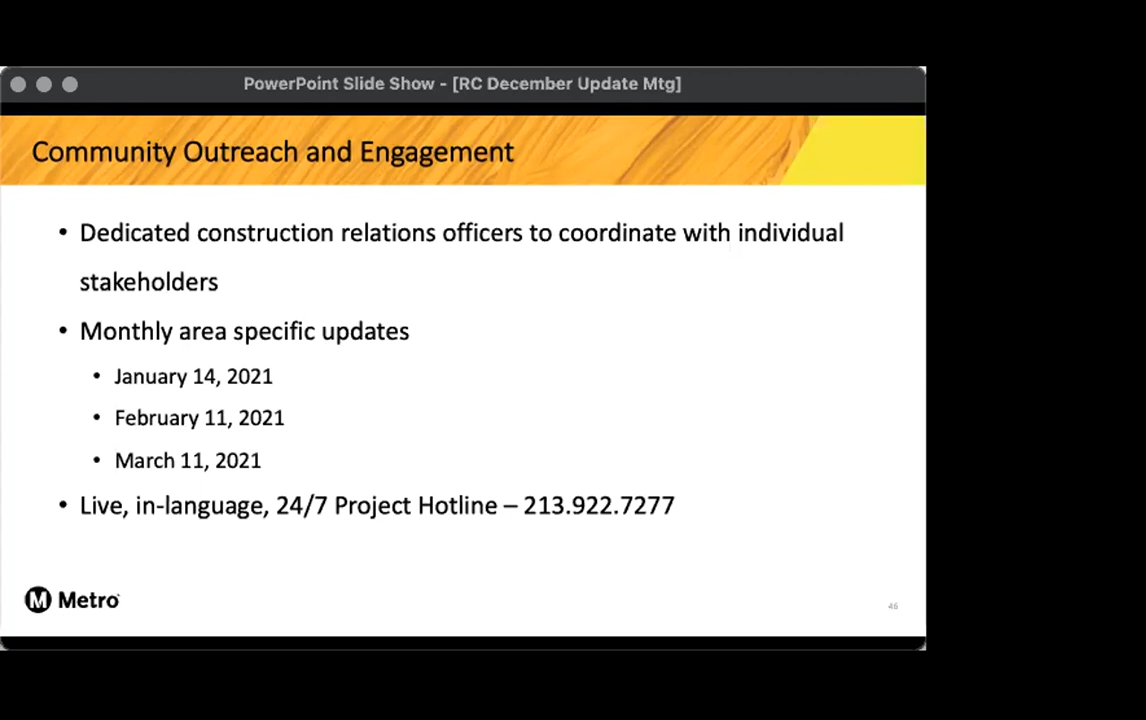 PowerPoint Slide Show - [RC December Update Mtg]
Community Outreach and Engagement
• Dedicated construction relations officers to coordinate with individual
stakeholders
• Monthly area specific updates
• January 14, 2021
• February 11, 2021
• March 11, 2021
• Live, in-language, 24/7 Project Hotline – 213.922.7277
M Metro
46